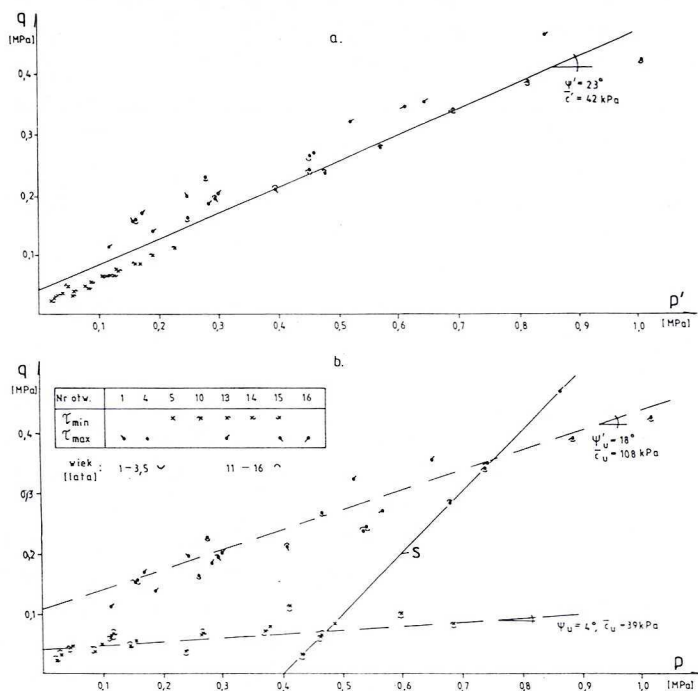 q
[MPa]
a.
0,4
0,3
0,2
0,1
ψ'=23°
c̄'=42 kPa
0,1 0,2 0,3 0,4 0,5 0,6 0,7 0,8 0,9 1,0 [MPa]
p'
q
[MPa]
b.
Nr otw. 1 4 5 10 13 14 15 16
τmin x x x x x
τmax
wiek : 1-3,5 11 - 16
[lata]
0,4
0,3
0,2
0,1
ψ'u=18°
c̄u=108 kPa
S
ψu=4°, c̄u=39kPa
0,1 0,2 0,3 0,4 0,5 0,6 0,7 0,8 0,9 1,0 [MPa]
p